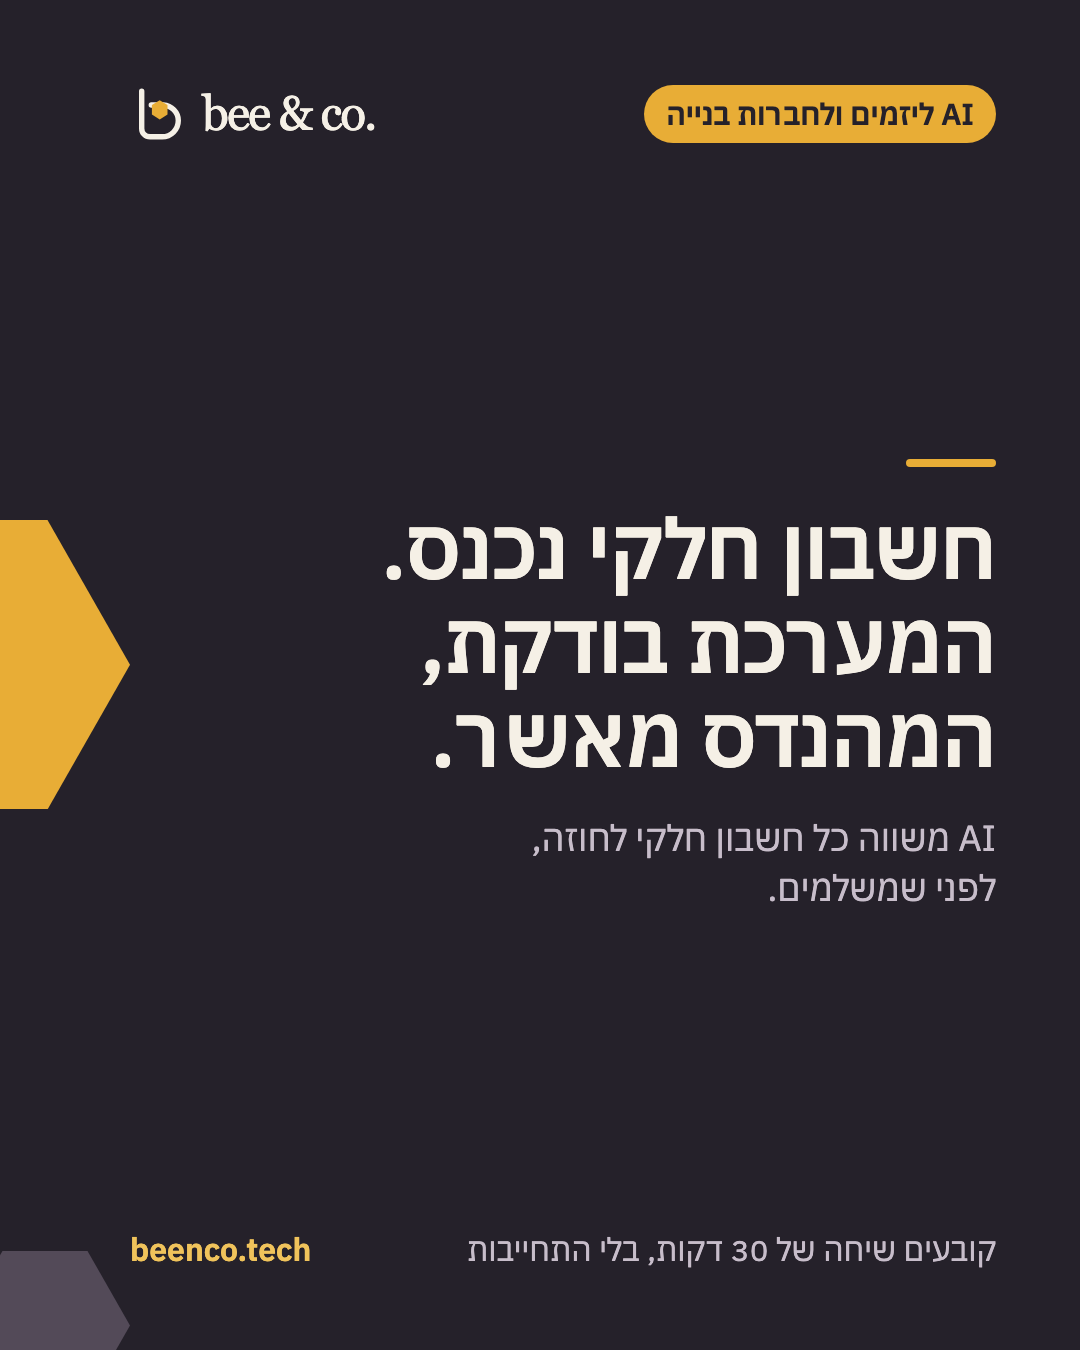 bee & co.
AI ליזמים ולחברות בנייה
חשבון חלקי נכנס.
המערכת בודקת,
המהנדס מאשר.
AI משווה כל חשבון חלקי לחוזה,
לפני שמשלמים.
קובעים שיחה של 30 דקות, בלי התחייבות
beenco.tech